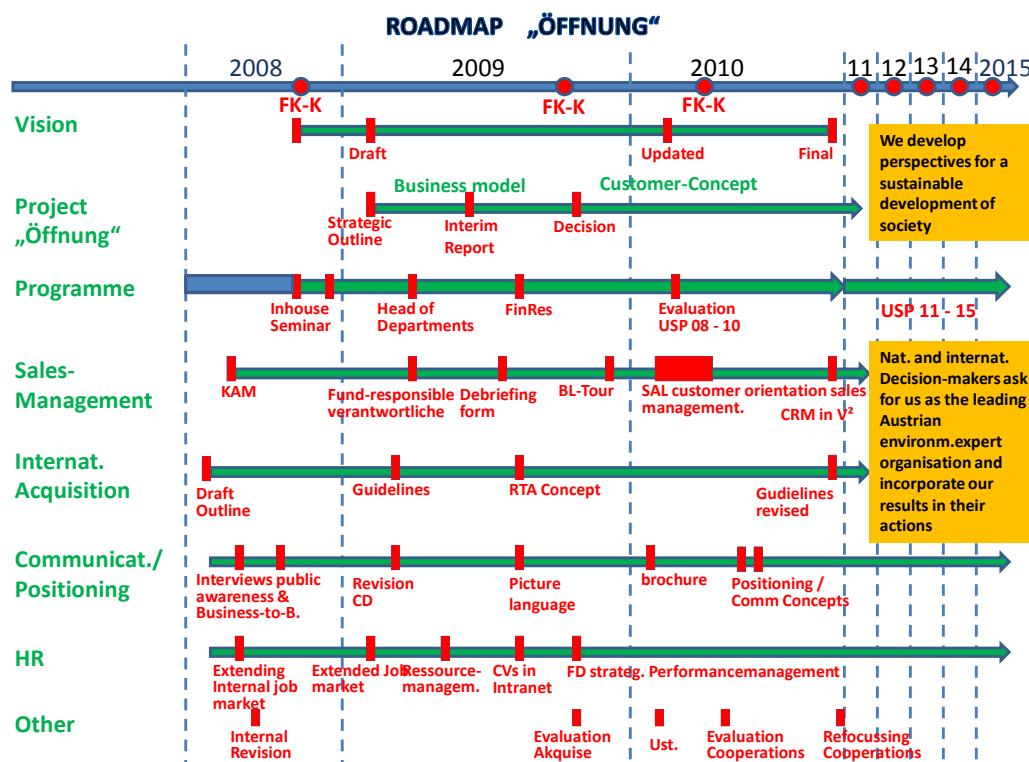 ROADMAP „ÖFFNUNG“
2008 2009 2010 11 12 13 14 2015
FK-K FK-K FK-K
Vision
Draft Updated Final
We develop
perspectives for a
sustainable
development of
society
Business model Customer-Concept
Project
„Öffnung“
Strategic
Outline
Interim
Report
Decision
Programme
Inhouse
Seminar
Head of
Departments
FinRes
Evaluation
USP 08 - 10
USP 11 - 15
Sales-
Management
KAM
Fund-responsible
verantwortliche
Debriefing
form
BL-Tour
SAL customer orientation sales
management.
CRM in V²
Nat. and internat.
Decision-makers ask
for us as the leading
Austrian
environm.expert
organisation and
incorporate our
results in their
actions
Internat.
Acquisition
Draft
Outline
Guidelines
RTA Concept
Gudielines
revised
Communicat./
Positioning
Interviews public
awareness &
Business-to-B.
Revision
CD
Picture
language
brochure
Positioning /
Comm Concepts
HR
Extending
Internal job
market
Extended Job
market
Ressource-
managem.
CVs in
Intranet
FD strateg. Performancemanagement
Other
Internal
Revision
Evaluation
Akquise
Ust.
Evaluation
Cooperations
Refocussing
Cooperations